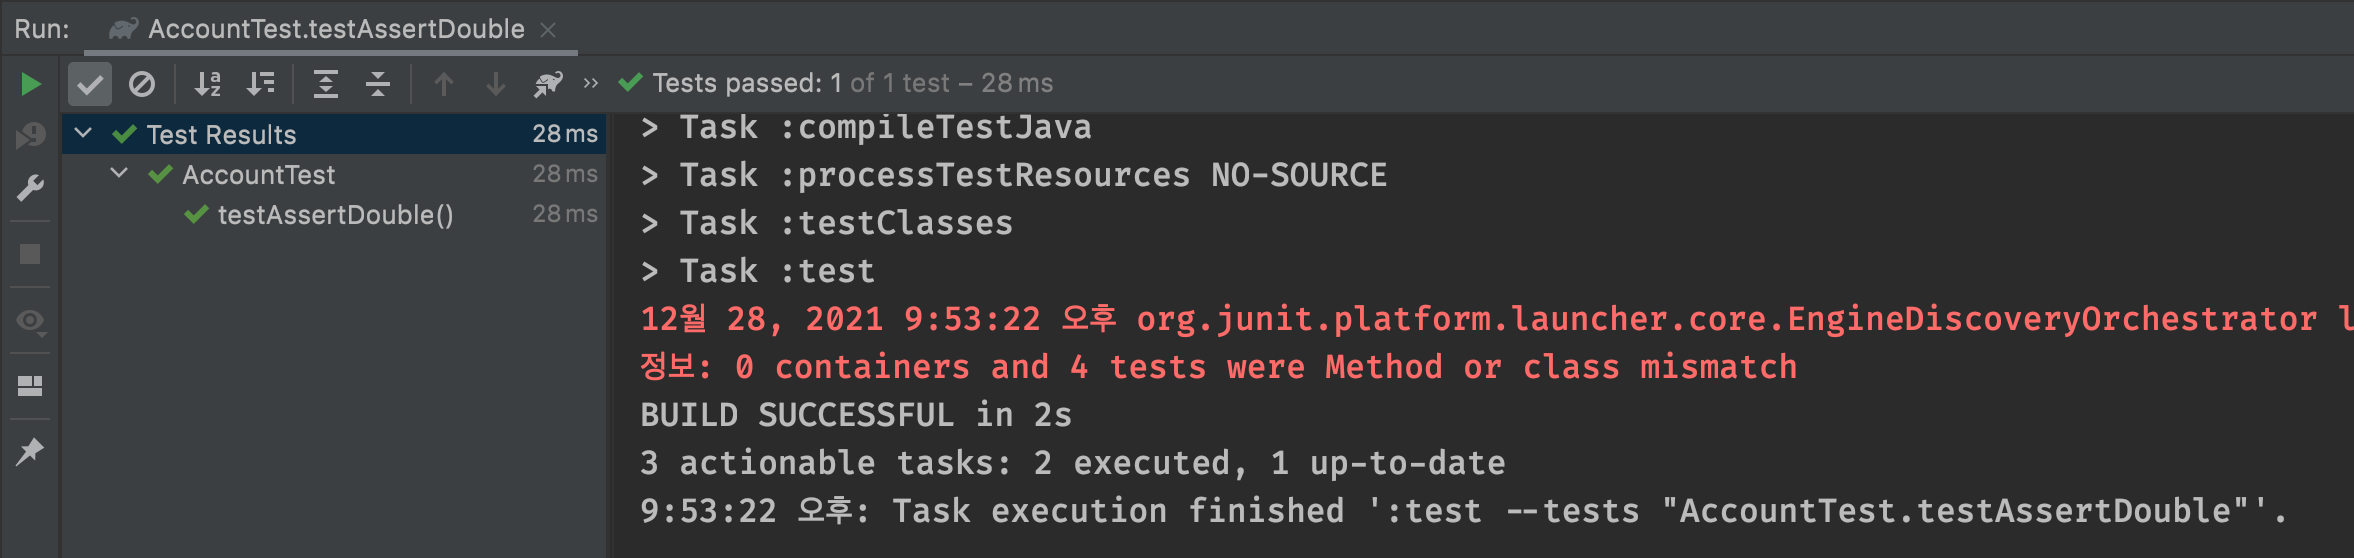 Run: AccountTest.testAssertDouble
Tests passed: 1 of 1 test – 28 ms
Test Results 28 ms
AccountTest 28 ms
testAssertDouble() 28 ms
> Task :compileTestJava
> Task :processTestResources NO-SOURCE
> Task :testClasses
> Task :test
12월 28, 2021 9:53:22 오후 org.junit.platform.launcher.core.EngineDiscoveryOrchestrator l
정보: 0 containers and 4 tests were Method or class mismatch
BUILD SUCCESSFUL in 2s
3 actionable tasks: 2 executed, 1 up-to-date
9:53:22 오후: Task execution finished ':test --tests "AccountTest.testAssertDouble"'.